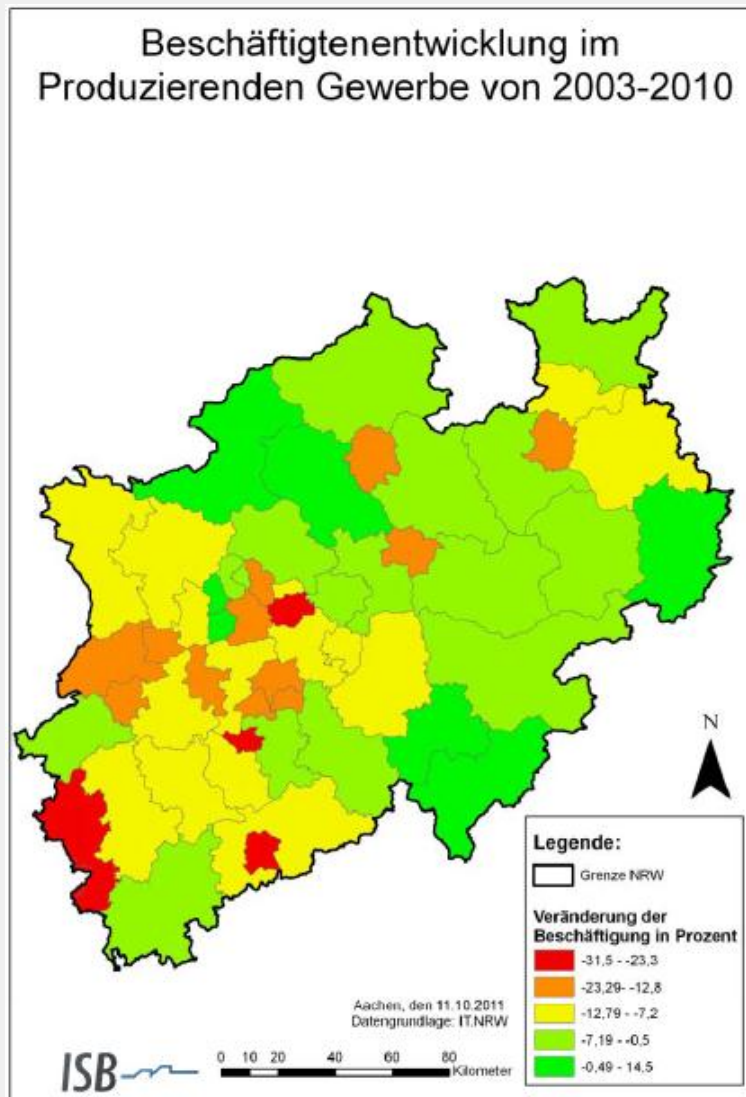 Beschäftigtenentwicklung im
Produzierenden Gewerbe von 2003-2010
N
Legende:
Grenze NRW
Veränderung der
Beschäftigung in Prozent
-31,5 - -23,3
-23,29- -12,8
-12,79 - -7,2
-7,19 - -0,5
-0,49 - 14,5
Aachen, den 11.10.2011
Datengrundlage: IT.NRW
ISB
0 10 20 40 60 80
Kilometer